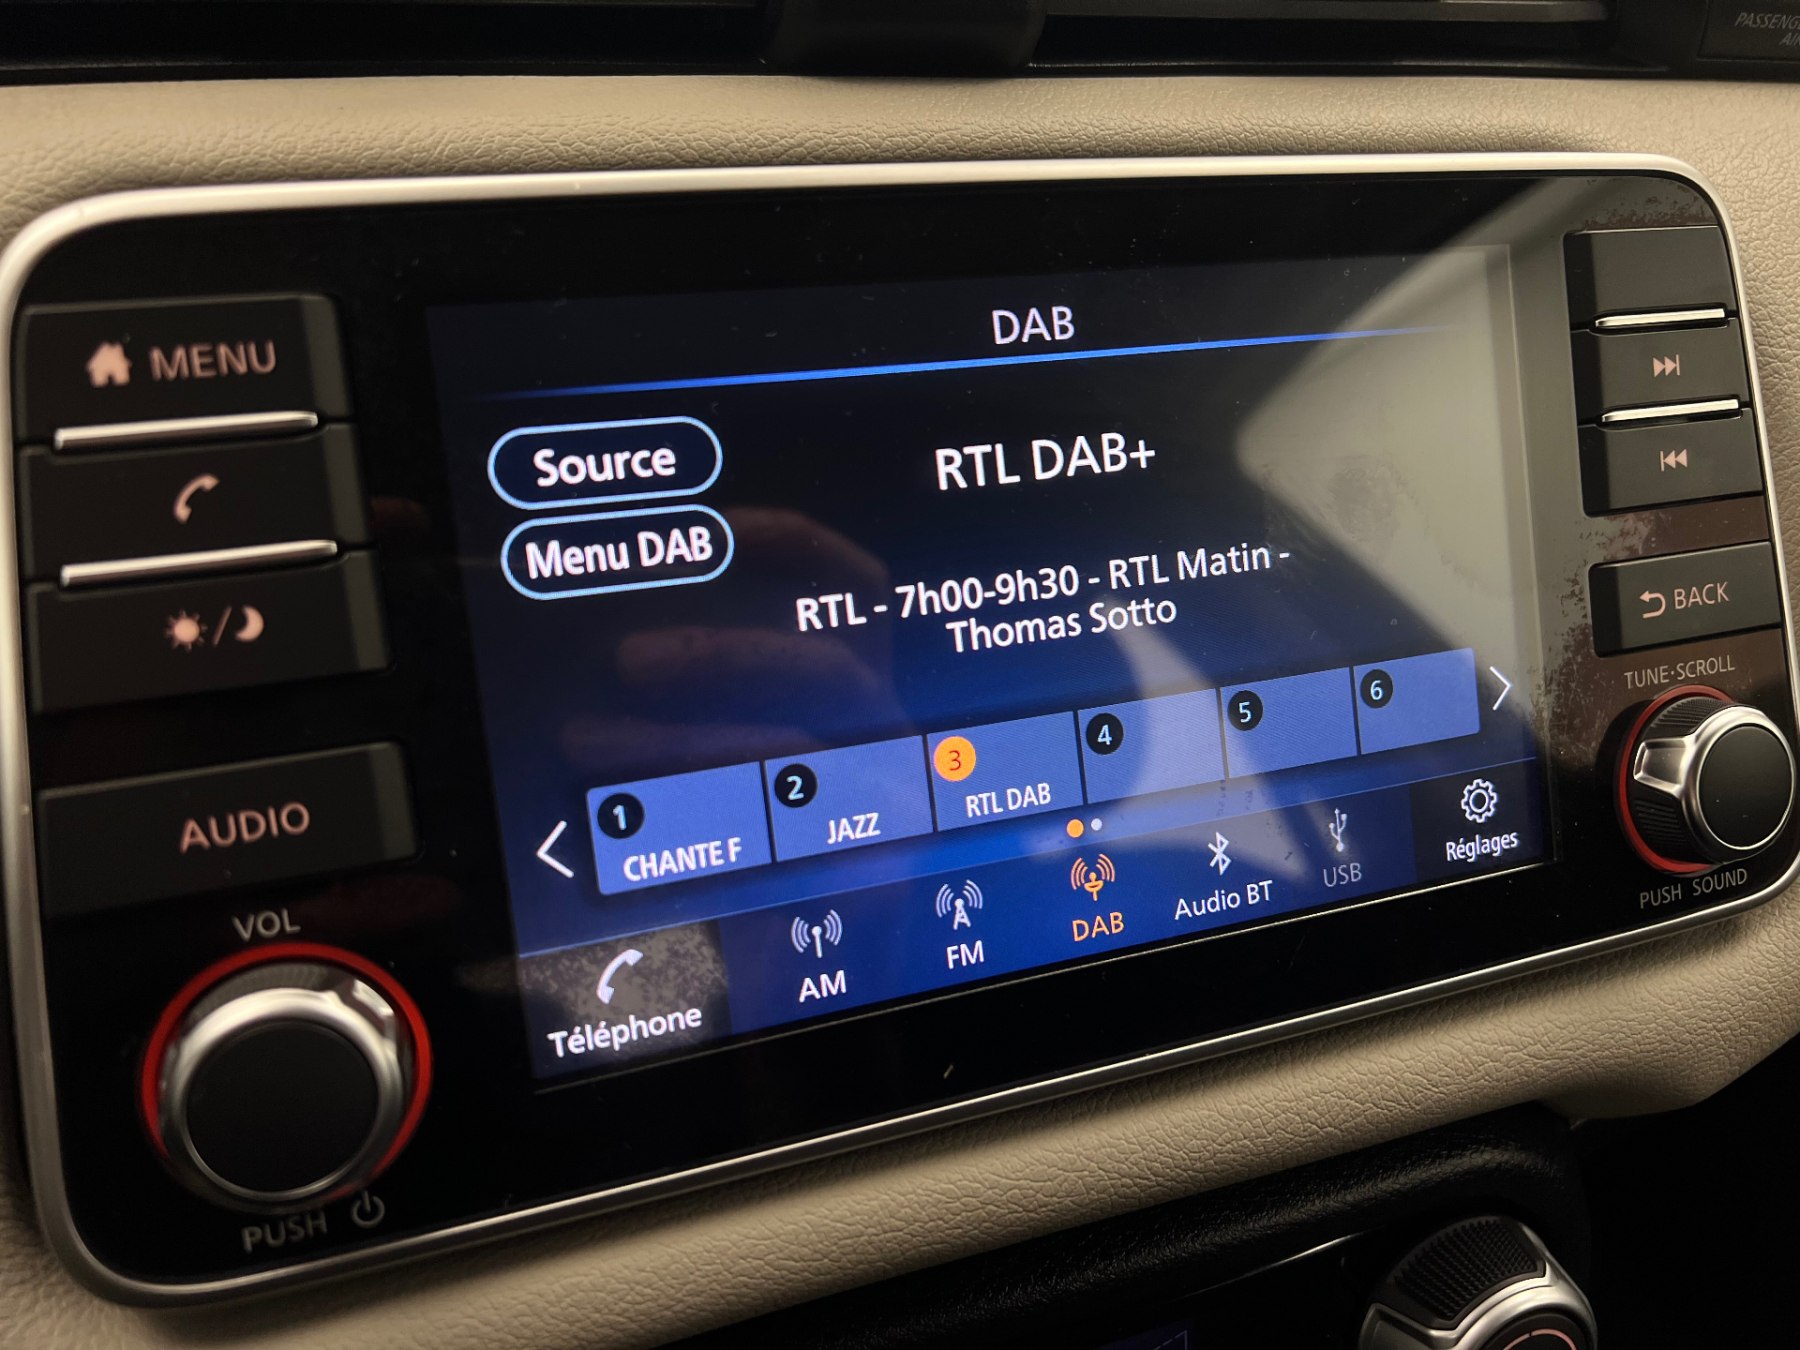 PASSENG
MENU
AUDIO
VOL
PUSH
DAB
Source
Menu DAB
RTL DAB+
RTL - 7h00-9h30 - RTL Matin -
Thomas Sotto
1
CHANTE F
2
JAZZ
3
RTL DAB
4
5
6
Téléphone
AM
FM
DAB
Audio BT
USB
Réglages
BACK
TUNE·SCROLL
PUSH SOUND